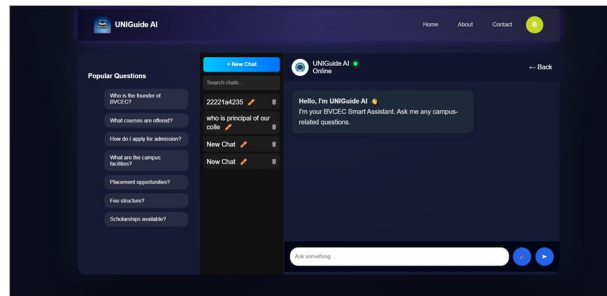 UNIGuide AI
Home About Contact B
Popular Questions
Who is the founder of
BVCEC?
What courses are offered?
How do I apply for admission?
What are the campus
facilities?
Placement opportunities?
Fee structure?
Scholarships available?
+ New Chat
Search chats...
22221a4235
who is principal of our
colle
New Chat
New Chat
UNIGuide AI
Online
← Back
Hello, I'm UNIGuide AI 👋
I'm your BVCEC Smart Assistant. Ask me any campus-
related questions.
Ask something...